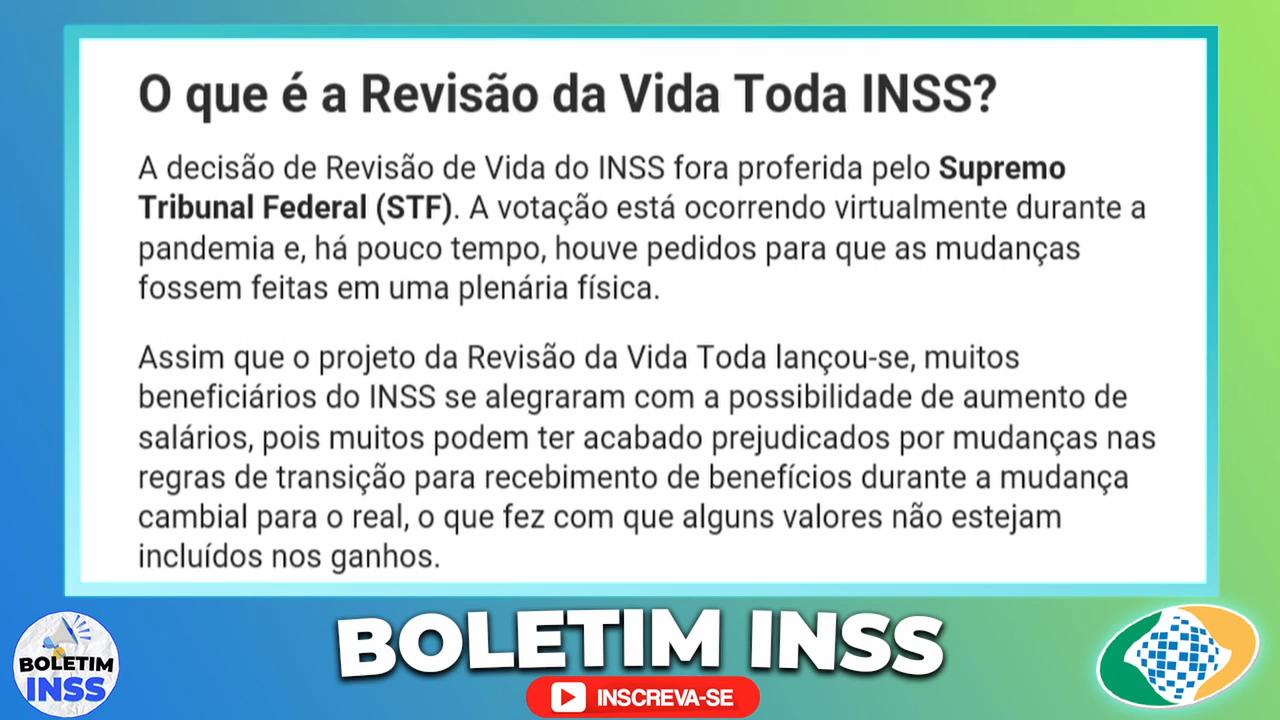 O que é a Revisão da Vida Toda INSS?
A decisão de Revisão de Vida do INSS fora proferida pelo Supremo
Tribunal Federal (STF). A votação está ocorrendo virtualmente durante a
pandemia e, há pouco tempo, houve pedidos para que as mudanças
fossem feitas em uma plenária física.
Assim que o projeto da Revisão da Vida Toda lançou-se, muitos
beneficiários do INSS se alegraram com a possibilidade de aumento de
salários, pois muitos podem ter acabado prejudicados por mudanças nas
regras de transição para recebimento de benefícios durante a mudança
cambial para o real, o que fez com que alguns valores não estejam
incluídos nos ganhos.
BOLETIM INSS
INSCREVA-SE
BOLETIM
INSS